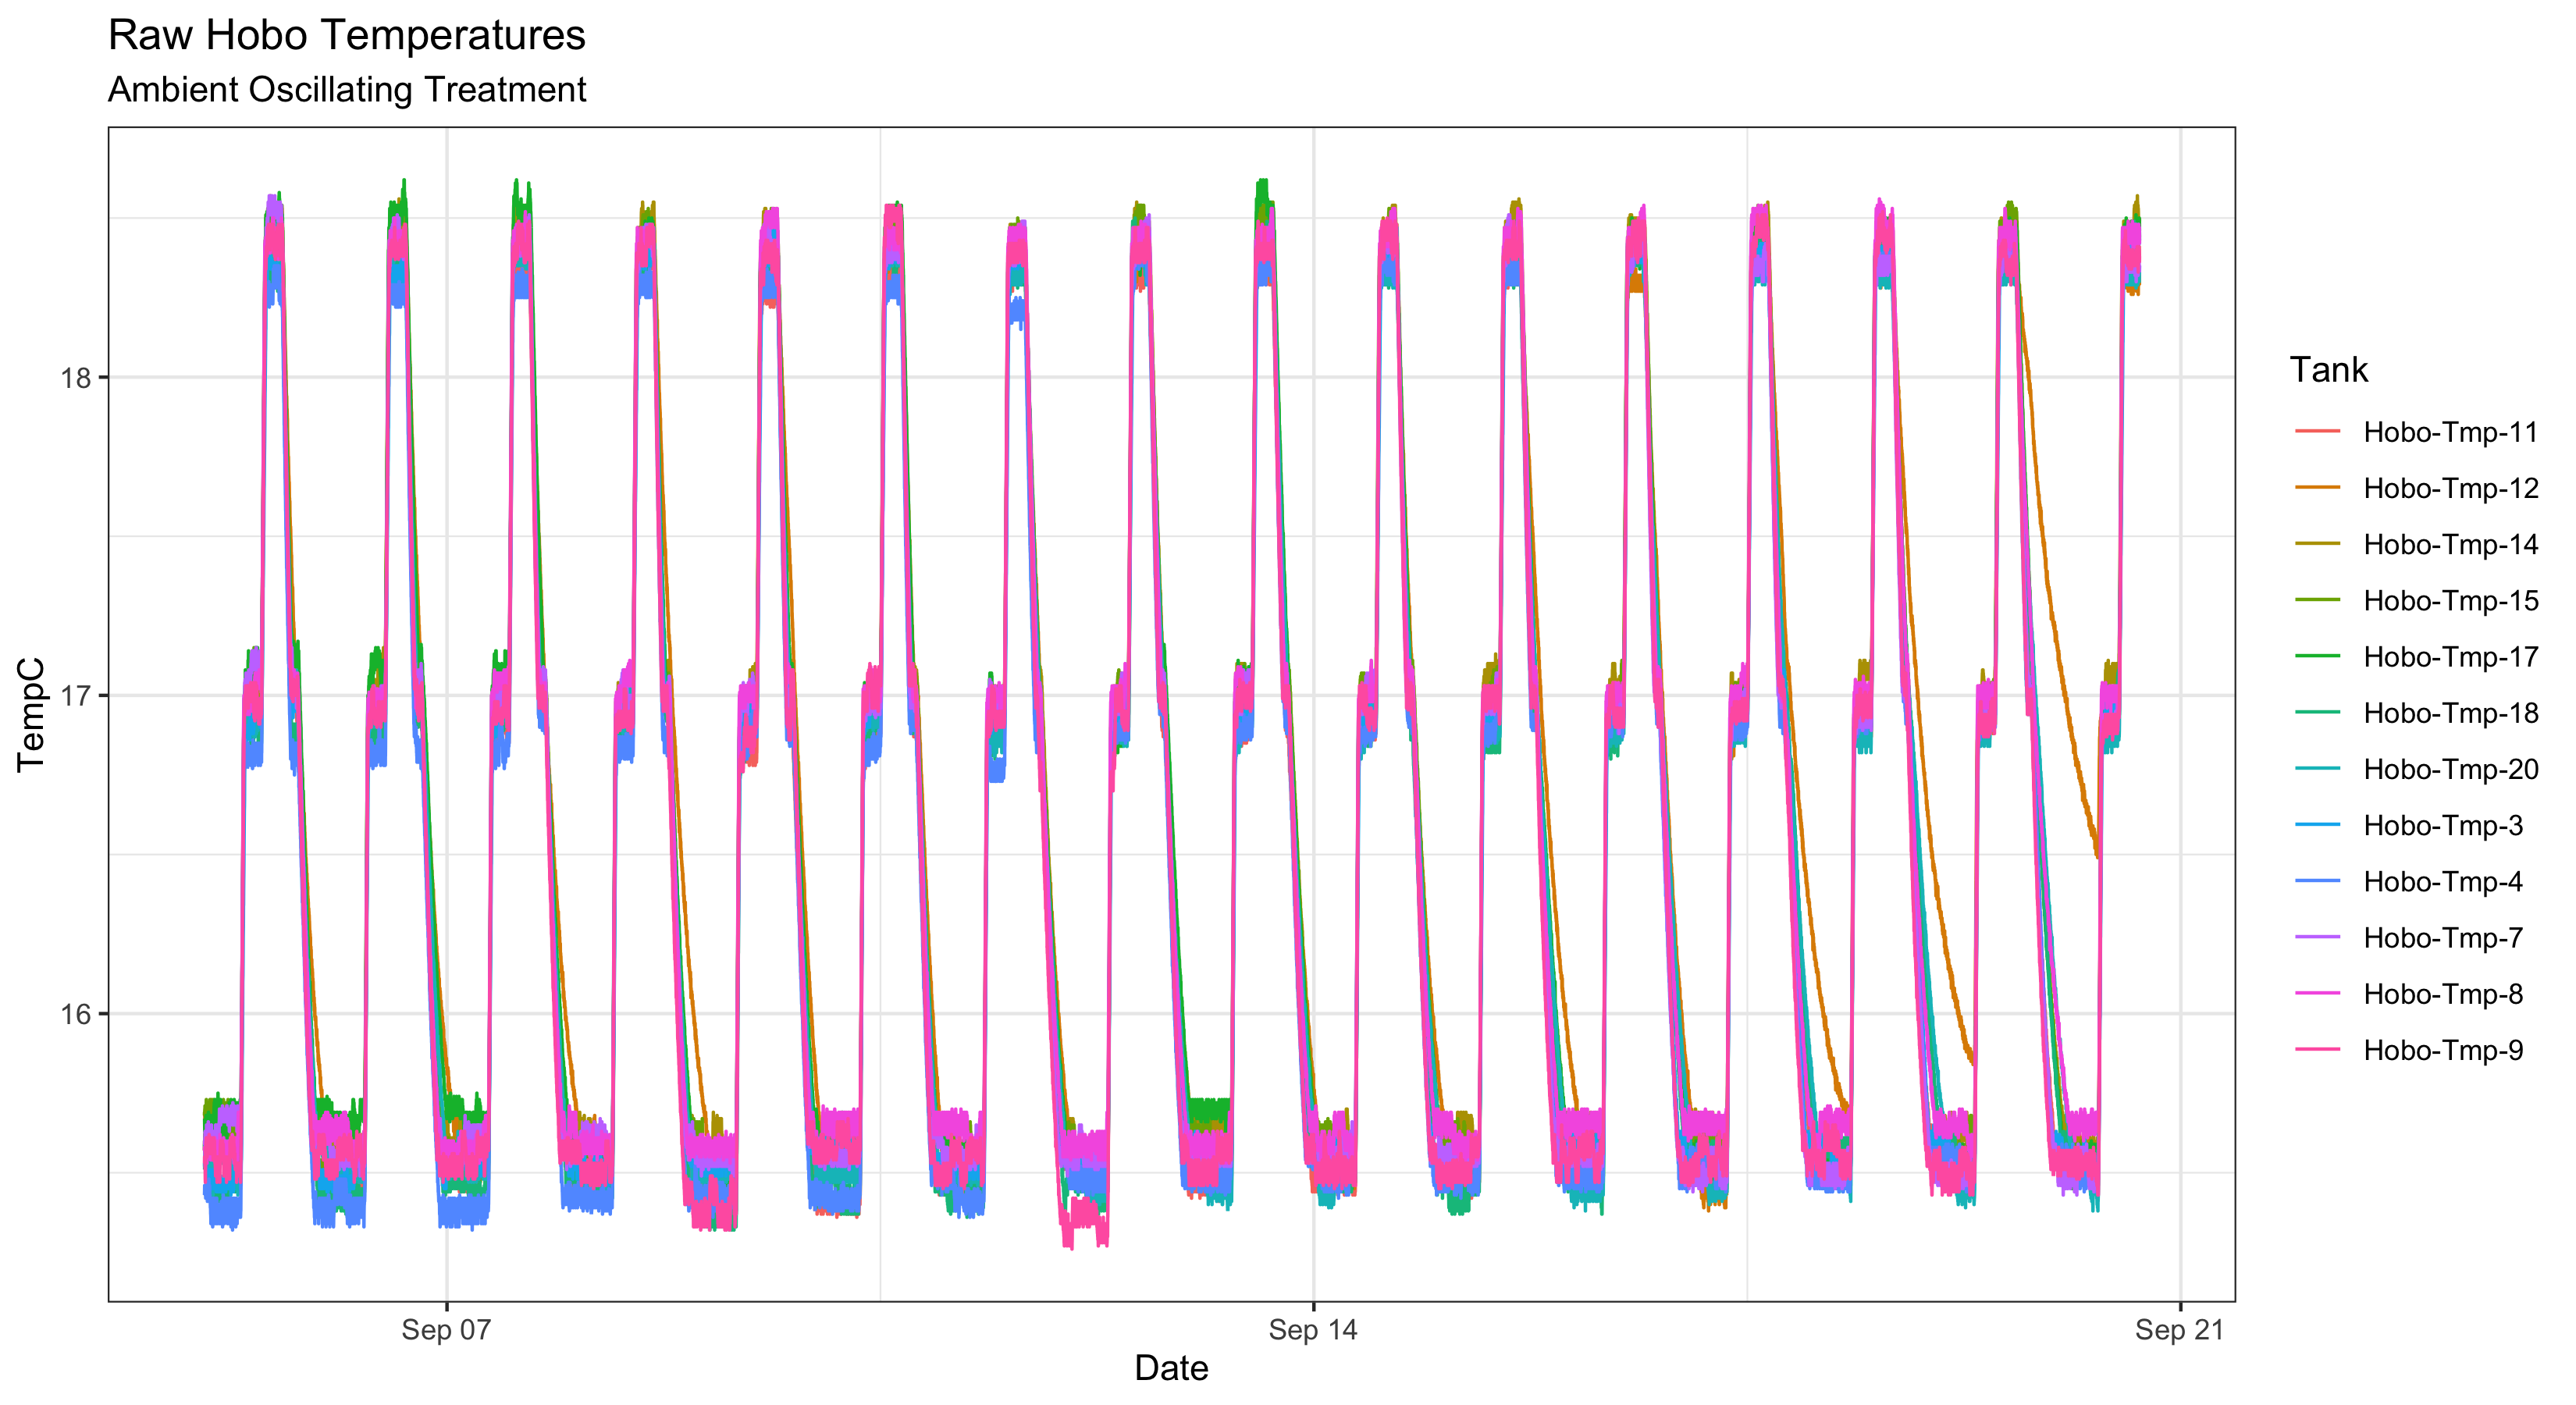 Raw Hobo Temperatures
Ambient Oscillating Treatment
TempC
18
17
16
Sep 07
Sep 14
Sep 21
Date
Tank
Hobo-Tmp-11
Hobo-Tmp-12
Hobo-Tmp-14
Hobo-Tmp-15
Hobo-Tmp-17
Hobo-Tmp-18
Hobo-Tmp-20
Hobo-Tmp-3
Hobo-Tmp-4
Hobo-Tmp-7
Hobo-Tmp-8
Hobo-Tmp-9